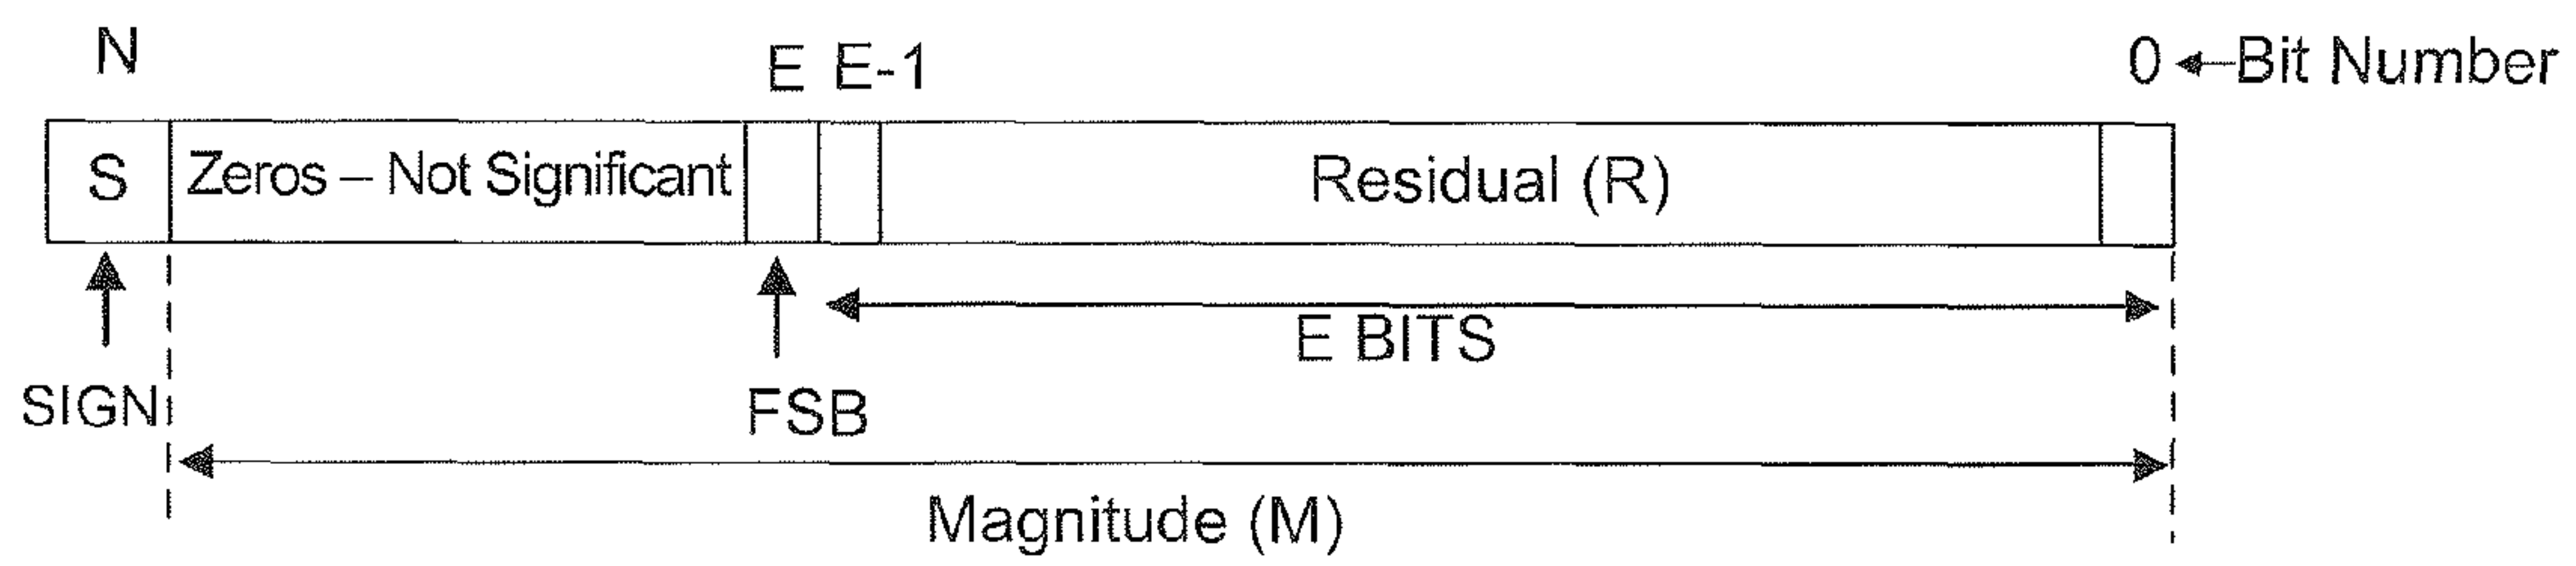 N E E-1 0 ←Bit Number
S Zeros – Not Significant Residual (R)
E BITS
SIGN FSB
Magnitude (M)